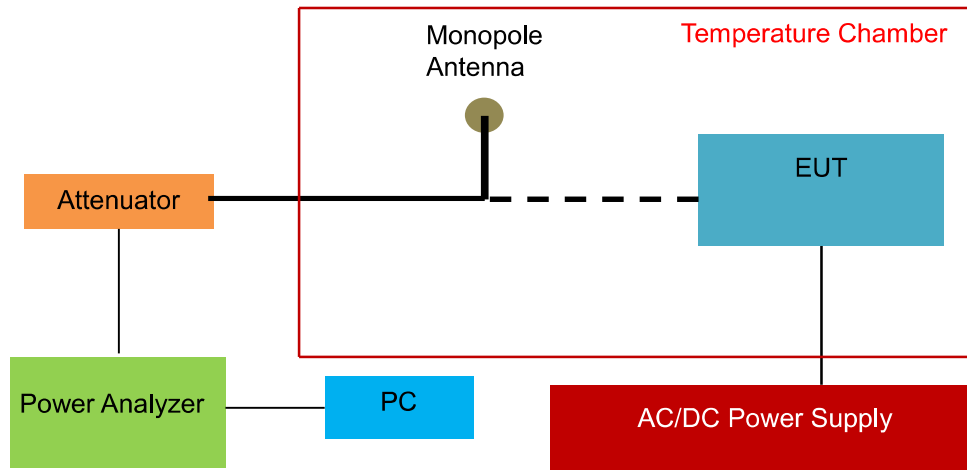 Monopole
Antenna
Temperature Chamber
EUT
Attenuator
Power Analyzer
PC
AC/DC Power Supply